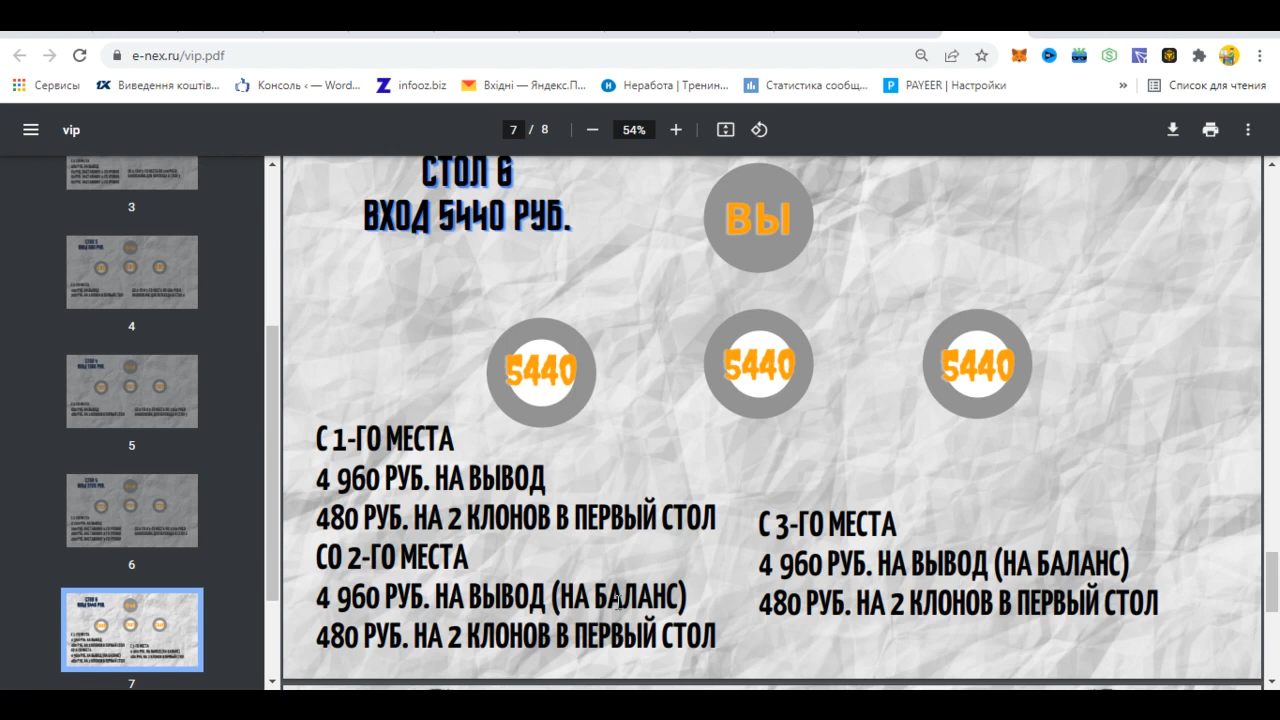 e-nex.ru/vip.pdf
Сервисы
Виведення коштів...
Консоль ‹ — Word...
infooz.biz
Вхідні — Яндекс.П...
Неработа | Тренин...
Статистика сообщ...
PAYEER | Настройки
»
Список для чтения
vip
7 / 8
54%
3
4
5
6
7
СТОЛ 6
ВХОД 5440 РУБ.
ВЫ
5440
5440
5440
С 1-ГО МЕСТА
4 960 РУБ. НА ВЫВОД
480 РУБ. НА 2 КЛОНОВ В ПЕРВЫЙ СТОЛ
СО 2-ГО МЕСТА
4 960 РУБ. НА ВЫВОД (НА БАЛАНС)
480 РУБ. НА 2 КЛОНОВ В ПЕРВЫЙ СТОЛ
С 3-ГО МЕСТА
4 960 РУБ. НА ВЫВОД (НА БАЛАНС)
480 РУБ. НА 2 КЛОНОВ В ПЕРВЫЙ СТОЛ